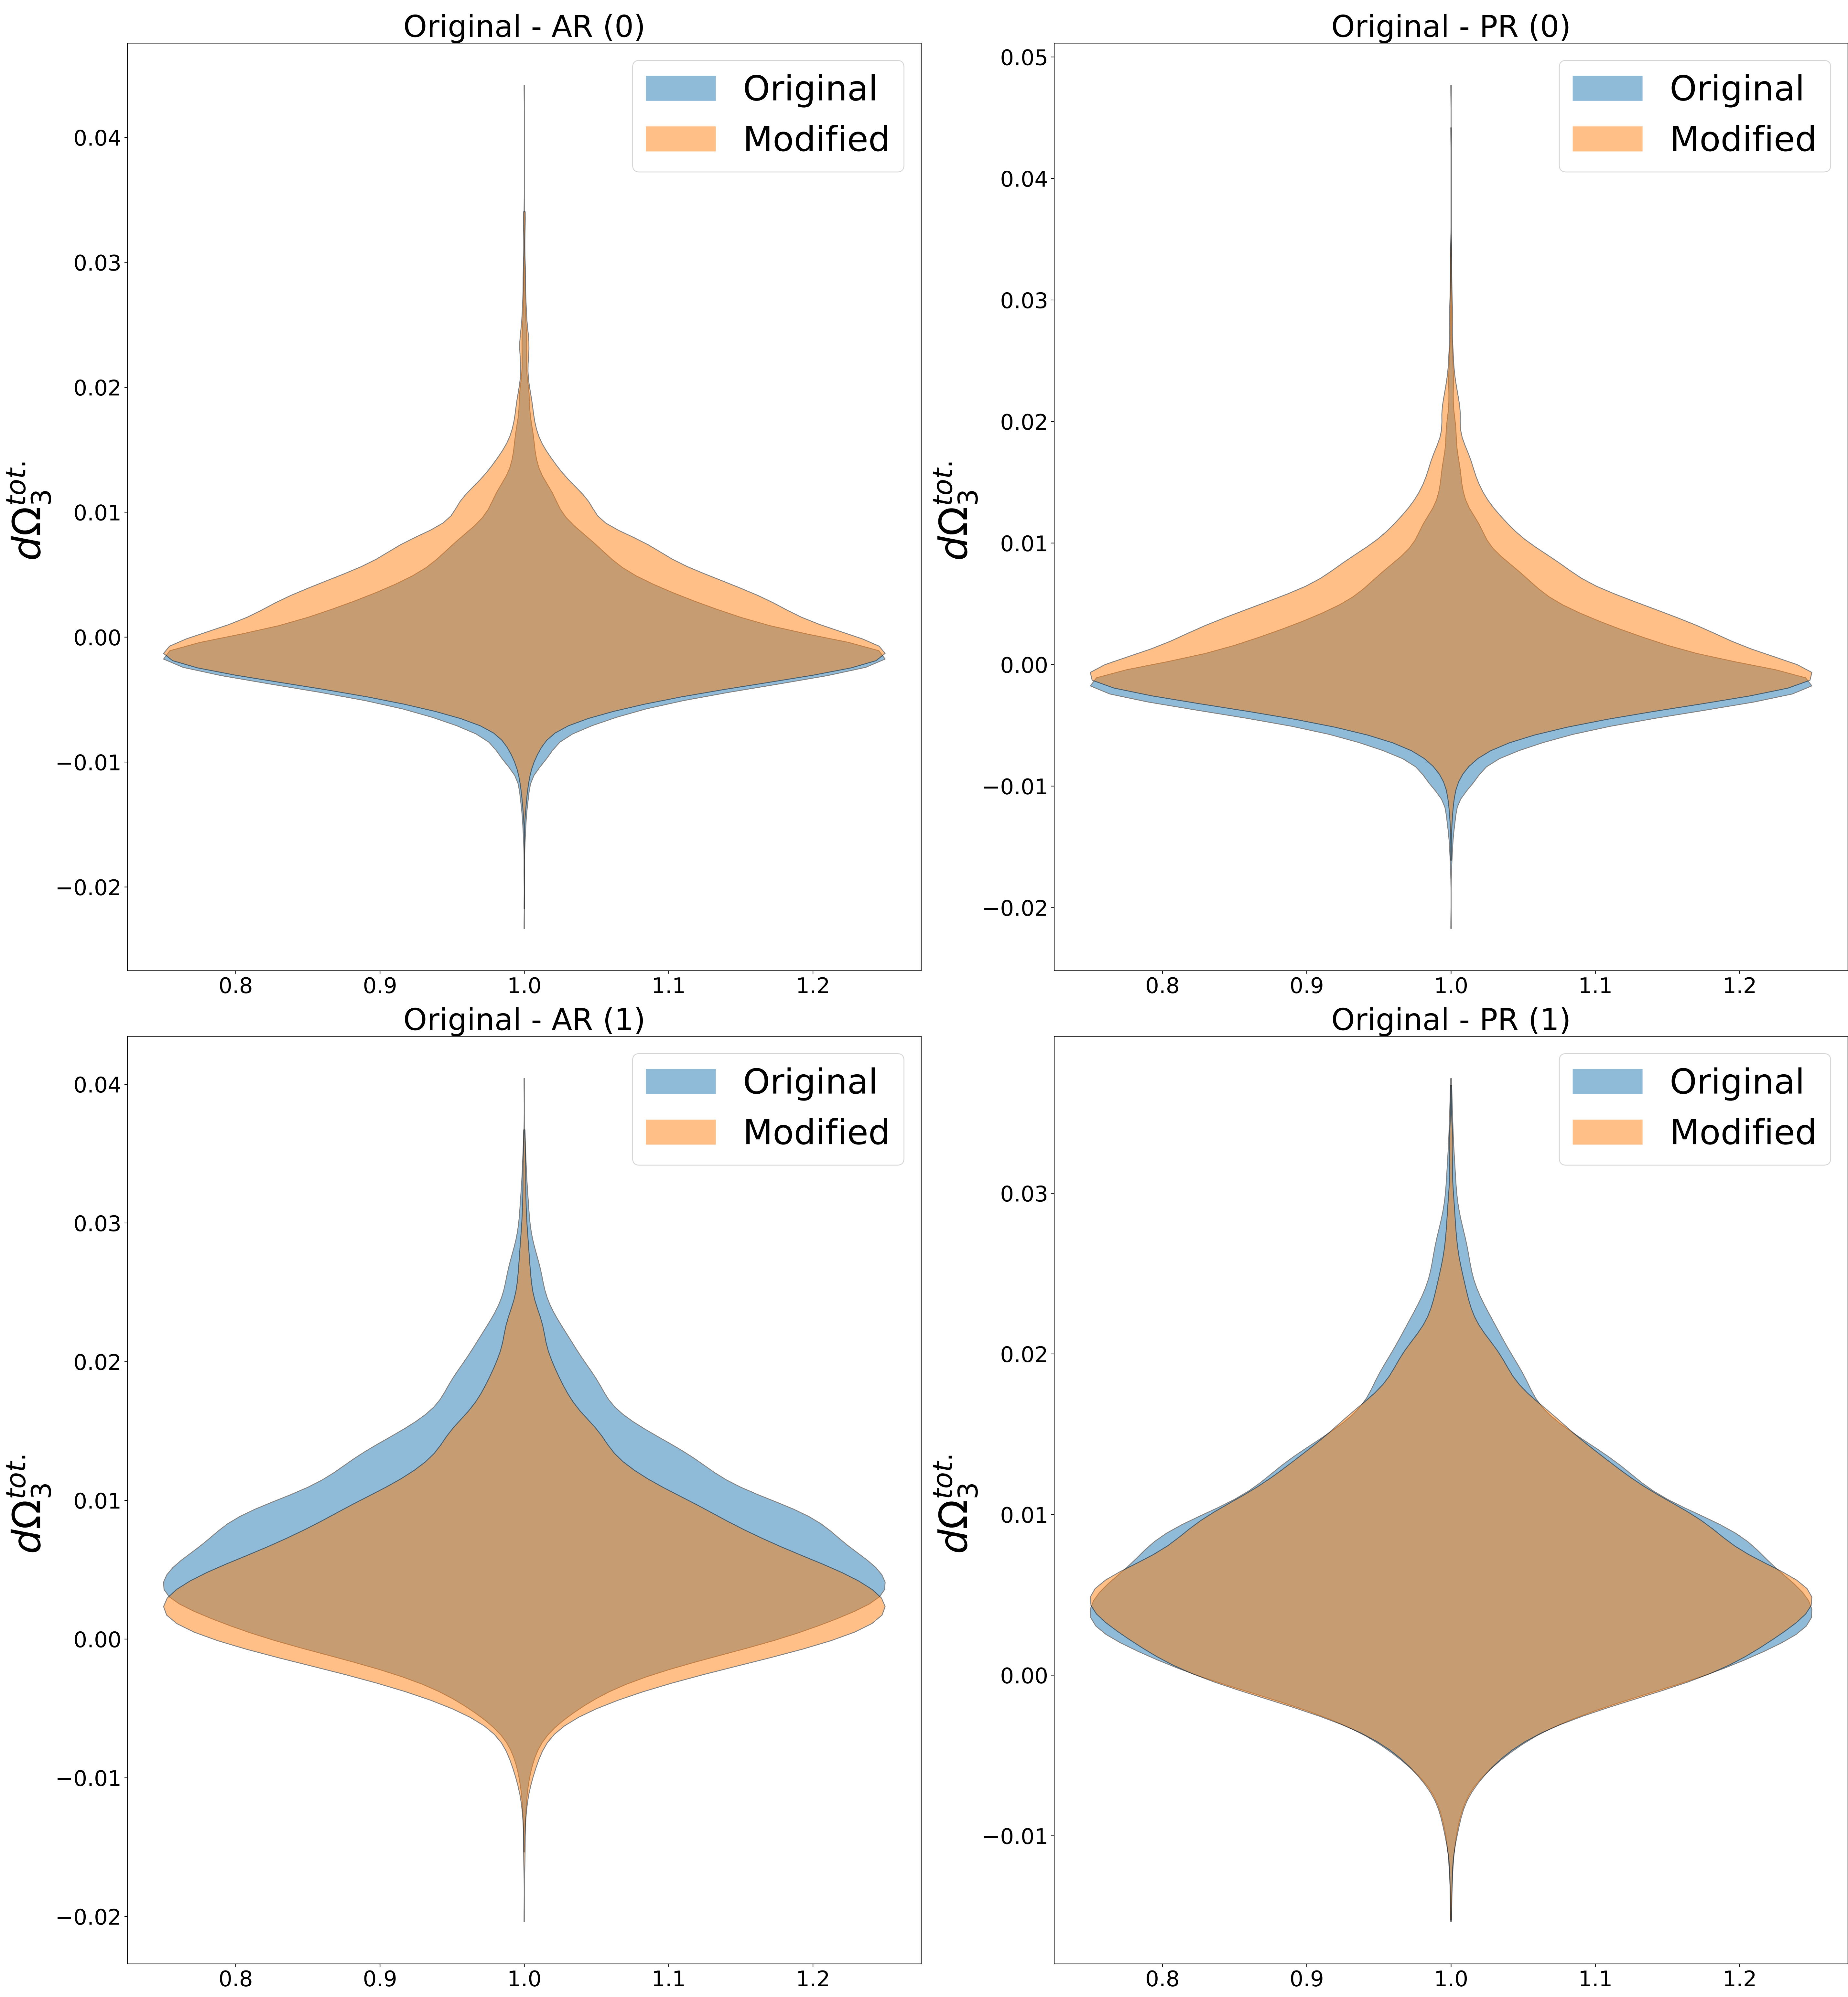 Original - AR (0)
Original
Modified
0.04
0.03
0.02
0.01
0.00
−0.01
−0.02
dΩ₃ᵗᵒᵗ·
0.8 0.9 1.0 1.1 1.2
Original - PR (0)
Original
Modified
0.05
0.04
0.03
0.02
0.01
0.00
−0.01
−0.02
dΩ₃ᵗᵒᵗ·
0.8 0.9 1.0 1.1 1.2
Original - AR (1)
Original
Modified
0.04
0.03
0.02
0.01
0.00
−0.01
−0.02
dΩ₃ᵗᵒᵗ·
0.8 0.9 1.0 1.1 1.2
Original - PR (1)
Original
Modified
0.03
0.02
0.01
0.00
−0.01
dΩ₃ᵗᵒᵗ·
0.8 0.9 1.0 1.1 1.2